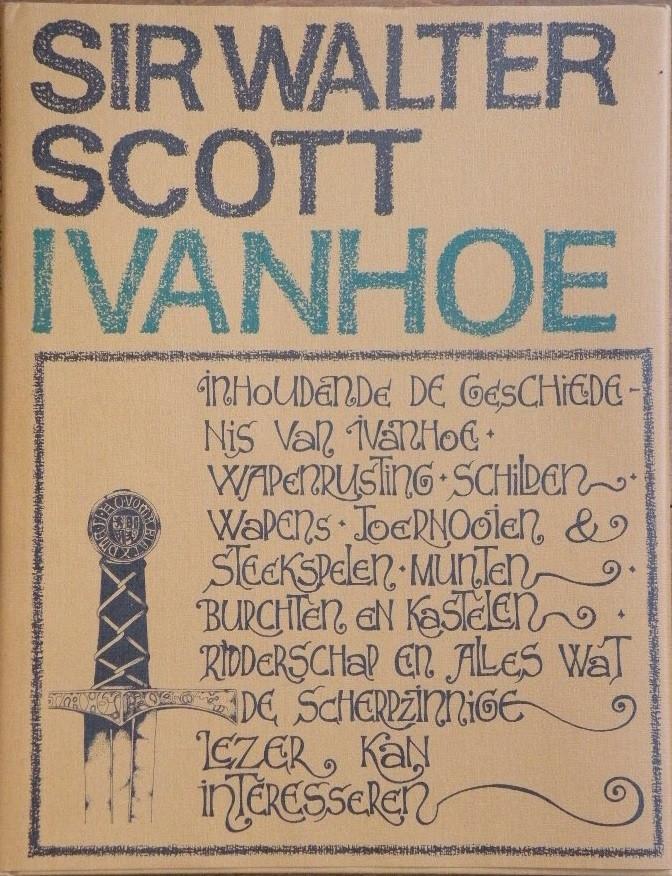 SIR WALTER
SCOTT
IVANHOE
INHOUDENDE DE GESCHIEDE-
NIS VAN IVANHOE ·
WAPENRUSTING · SCHILDEN ·
WAPENS · TOERNOOIEN &
STEEKSPELEN · MUNTEN ·
BURCHTEN EN KASTELEN ·
RIDDERSCHAP EN ALLES WAT
DE SCHERPZINNIGE
LEZER KAN
INTERESSEREN